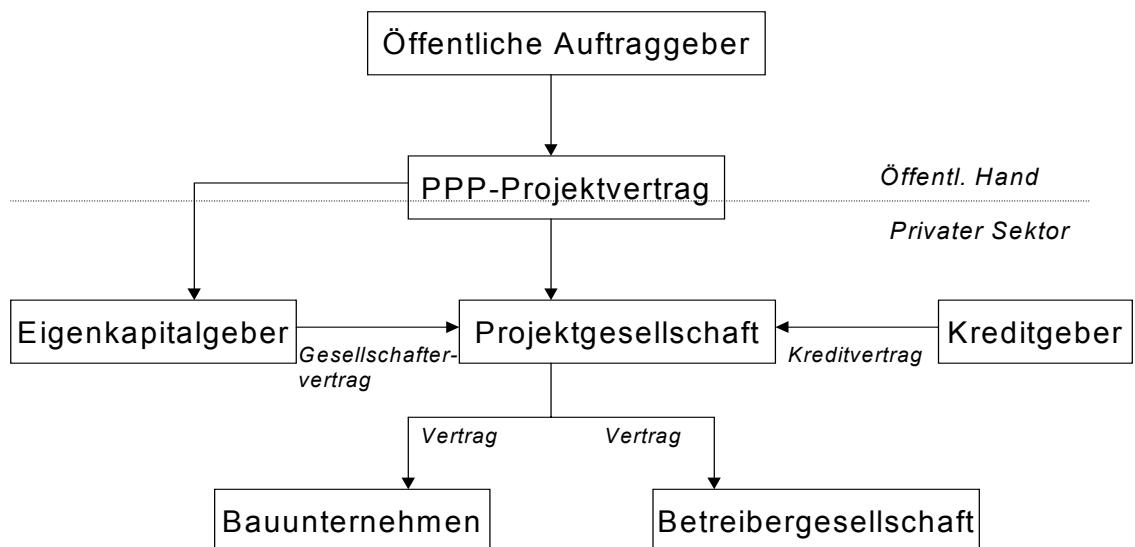 Öffentliche Auftraggeber
PPP-Projektvertrag
Öffentl. Hand
Privater Sektor
Eigenkapitalgeber
Projektgesellschaft
Kreditgeber
Gesellschafter-
vertrag
Kreditvertrag
Vertrag
Vertrag
Bauunternehmen
Betreibergesellschaft